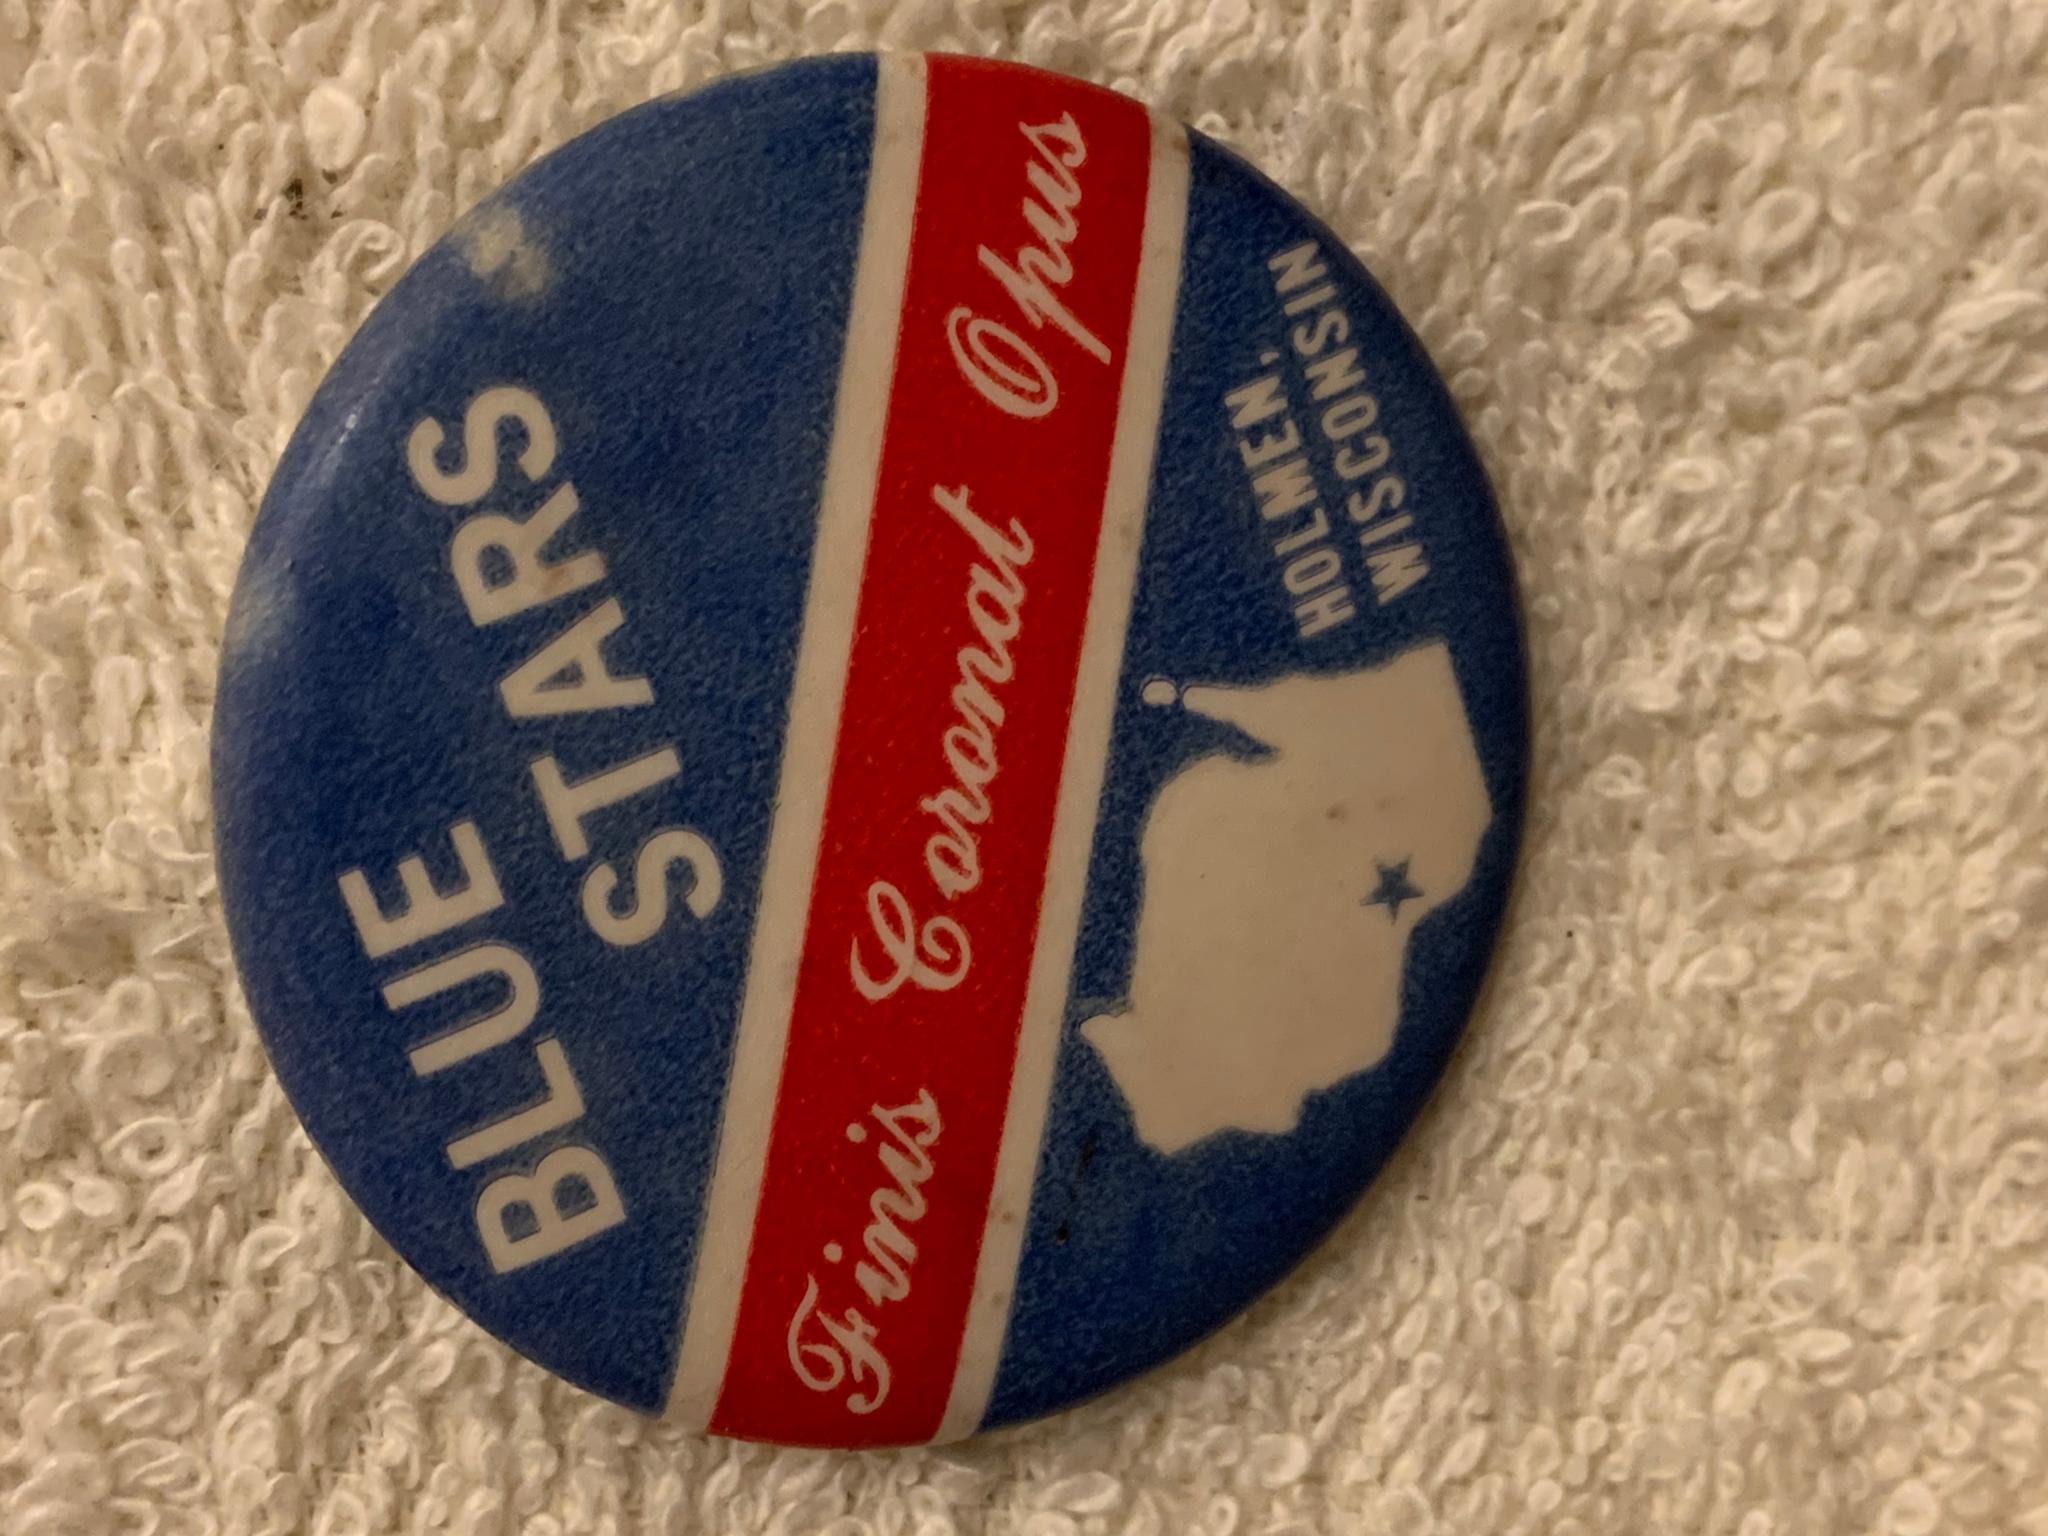 BLUE
STARS
Finis Coronat Opus
HOLMEN,
WISCONSIN